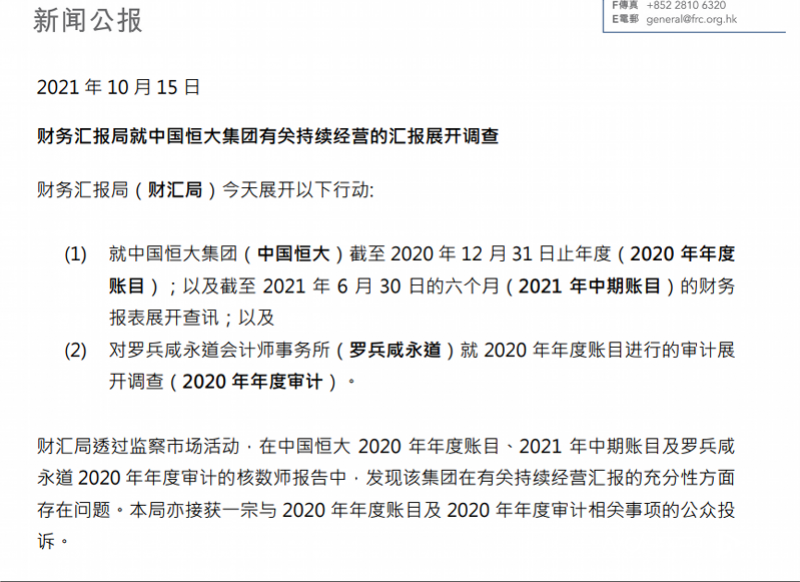 新闻公报
F傳真 +852 2810 6320
E電郵 general@frc.org.hk
2021 年 10 月 15 日
财务汇报局就中国恒大集团有关持续经营的汇报展开调查
财务汇报局（财汇局）今天展开以下行动:
(1) 就中国恒大集团（中国恒大）截至 2020 年 12 月 31 日止年度（2020 年年度
账目）；以及截至 2021 年 6 月 30 日的六个月（2021 年中期账目）的财务
报表展开查讯；以及
(2) 对罗兵咸永道会计师事务所（罗兵咸永道）就 2020 年年度账目进行的审计展
开调查（2020 年年度审计）。
财汇局透过监察市场活动，在中国恒大 2020 年年度账目、2021 年中期账目及罗兵咸
永道 2020 年年度审计的核数师报告中，发现该集团在有关持续经营汇报的充分性方面
存在问题。本局亦接获一宗与 2020 年年度账目及 2020 年年度审计相关事项的公众投
诉。